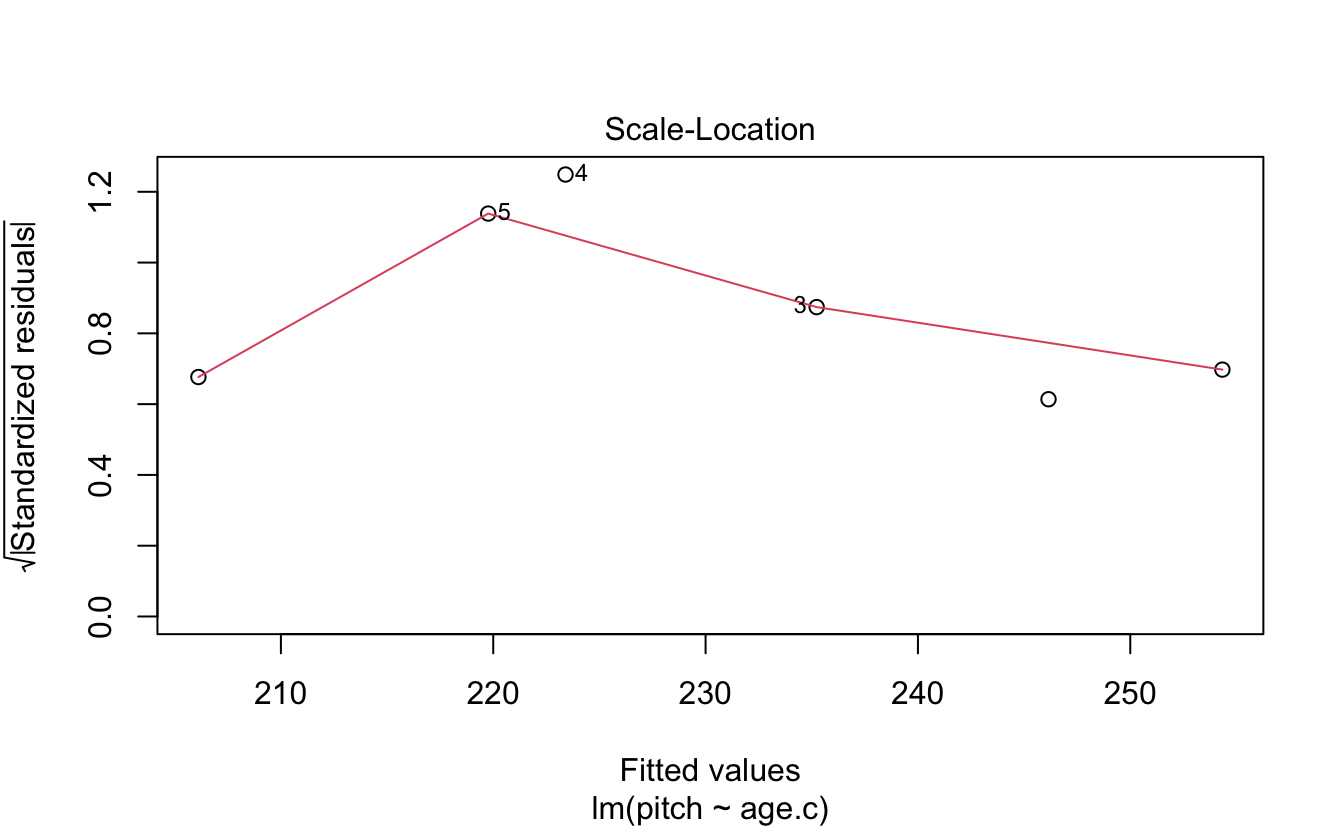 Scale-Location
√|Standardized residuals|
1.2
0.8
0.4
0.0
4
5
3
210 220 230 240 250
Fitted values
lm(pitch ~ age.c)